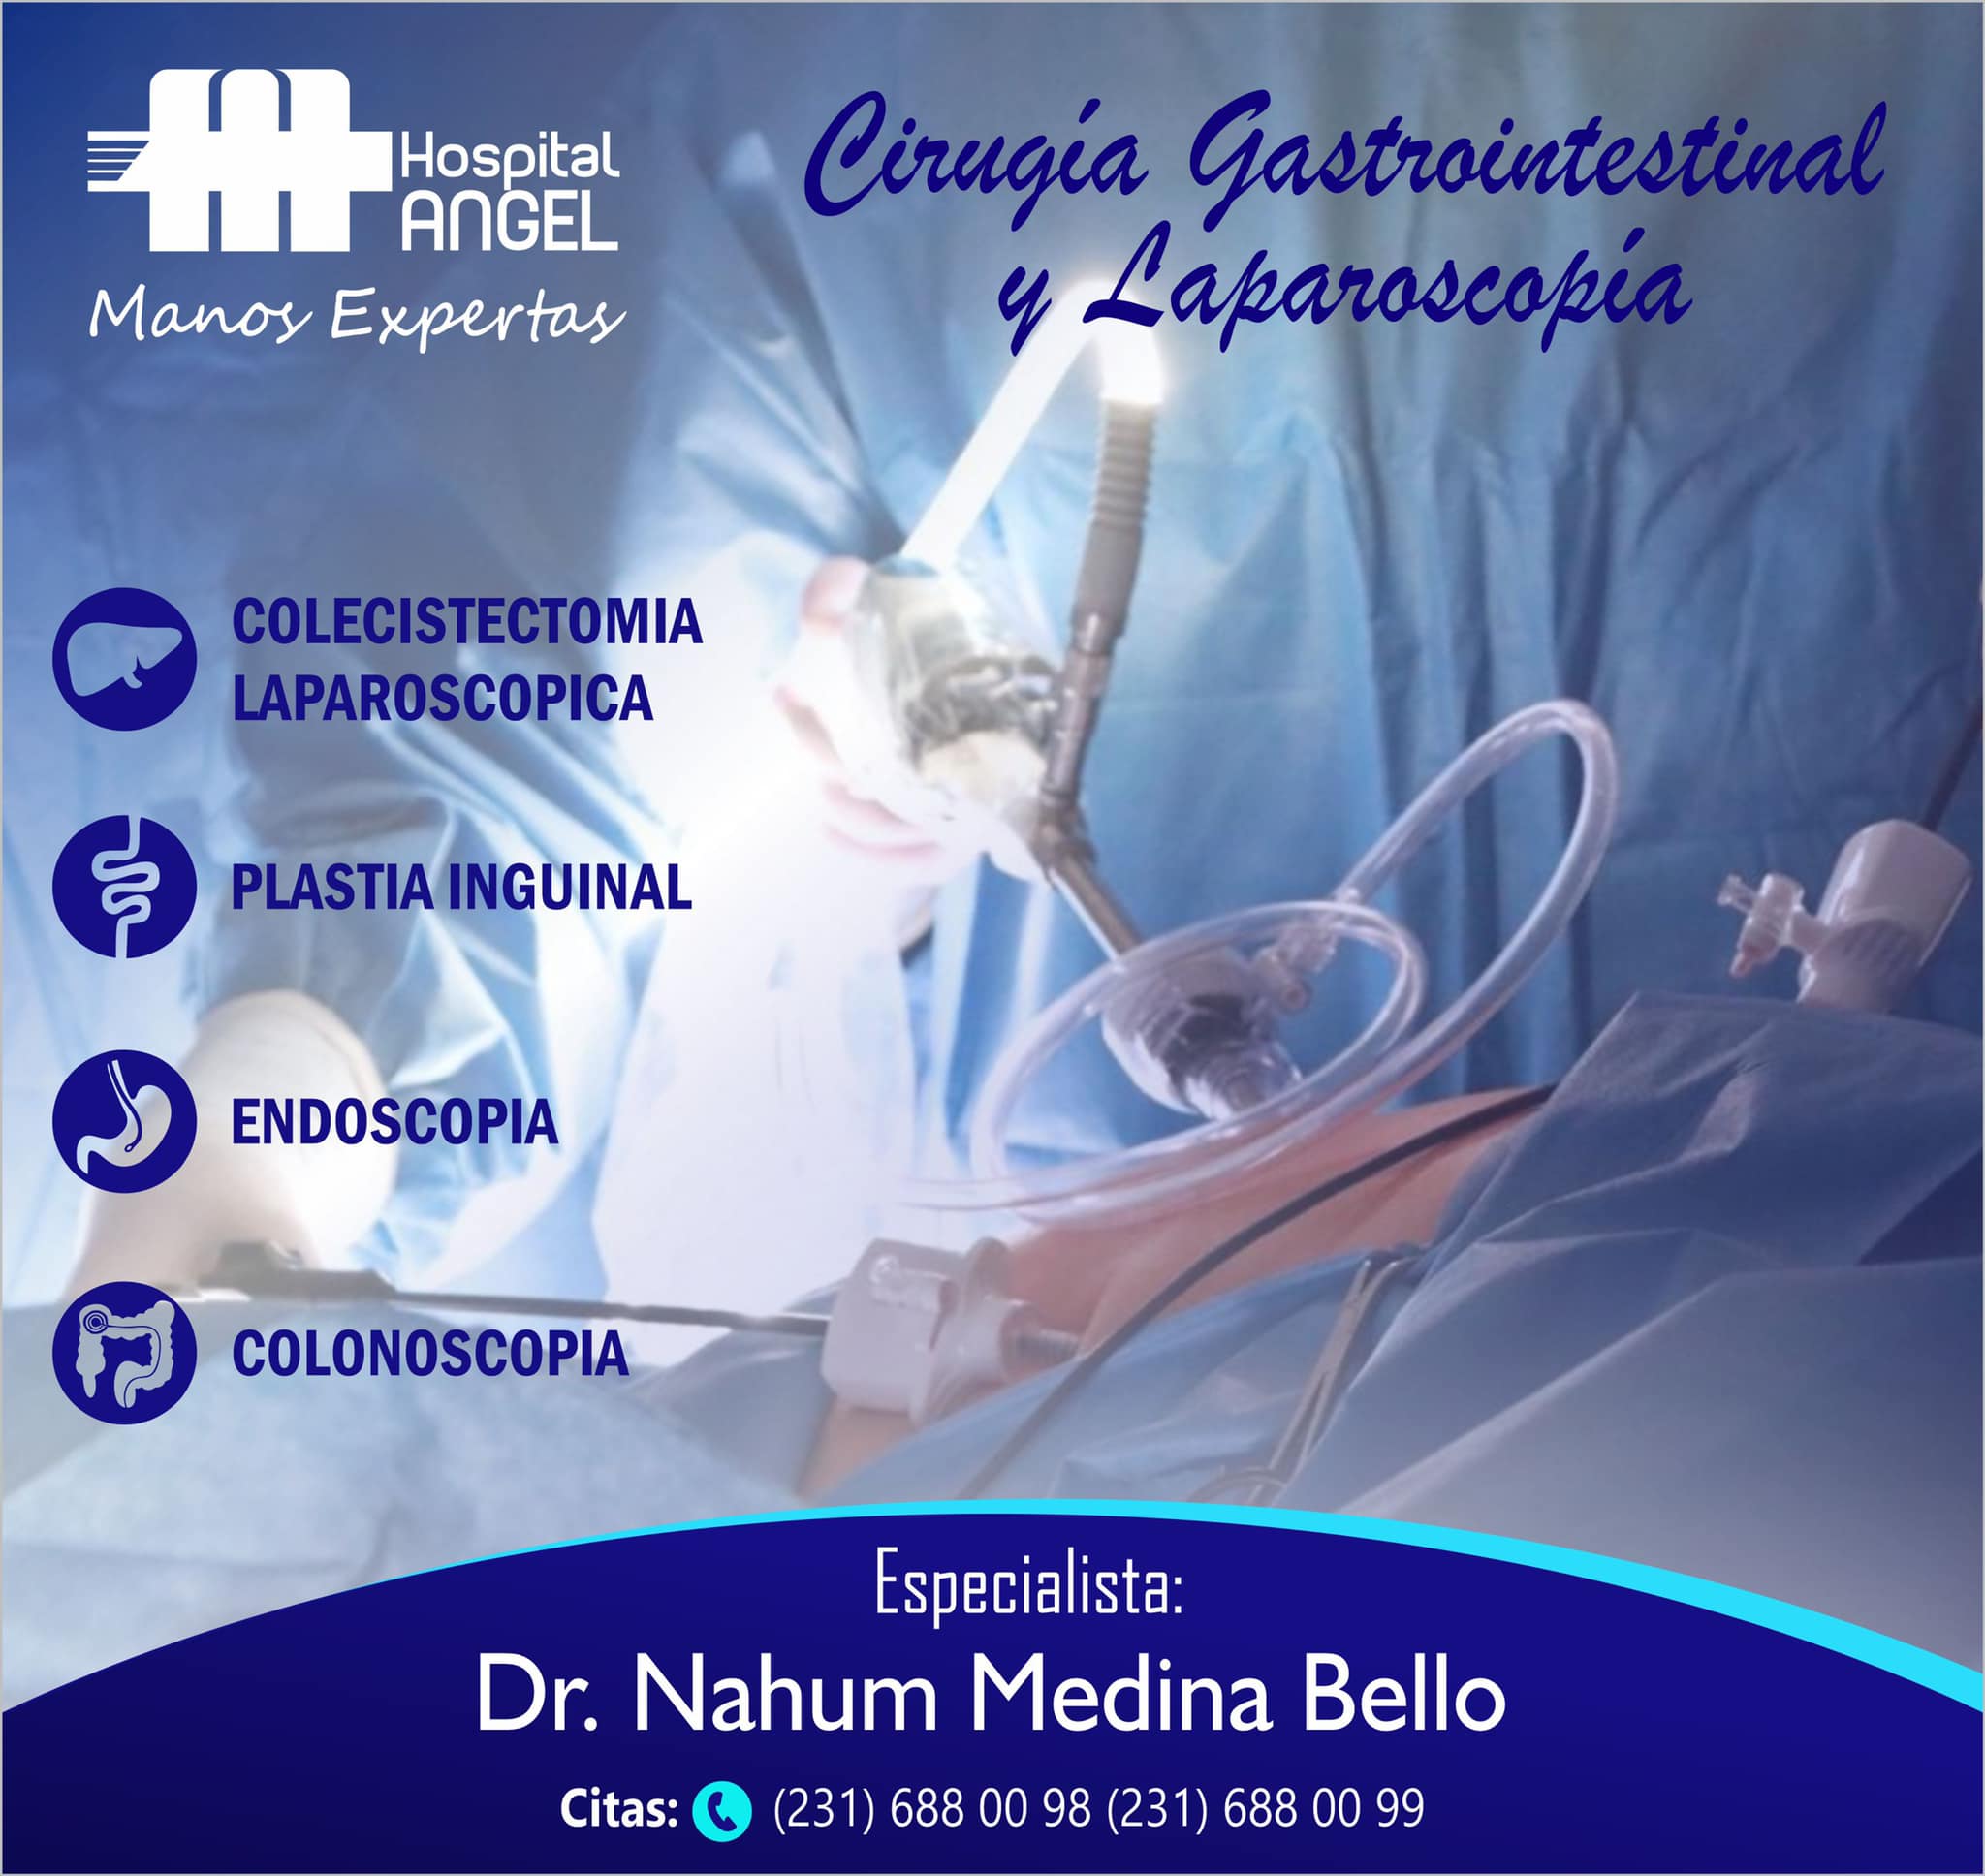 Hospital
ANGEL
Manos Expertas
Cirugía Gastrointestinal
y Laparoscopía
COLECISTECTOMIA
LAPAROSCOPICA
PLASTIA INGUINAL
ENDOSCOPIA
COLONOSCOPIA
Especialista:
Dr. Nahum Medina Bello
Citas: (231) 688 00 98 (231) 688 00 99